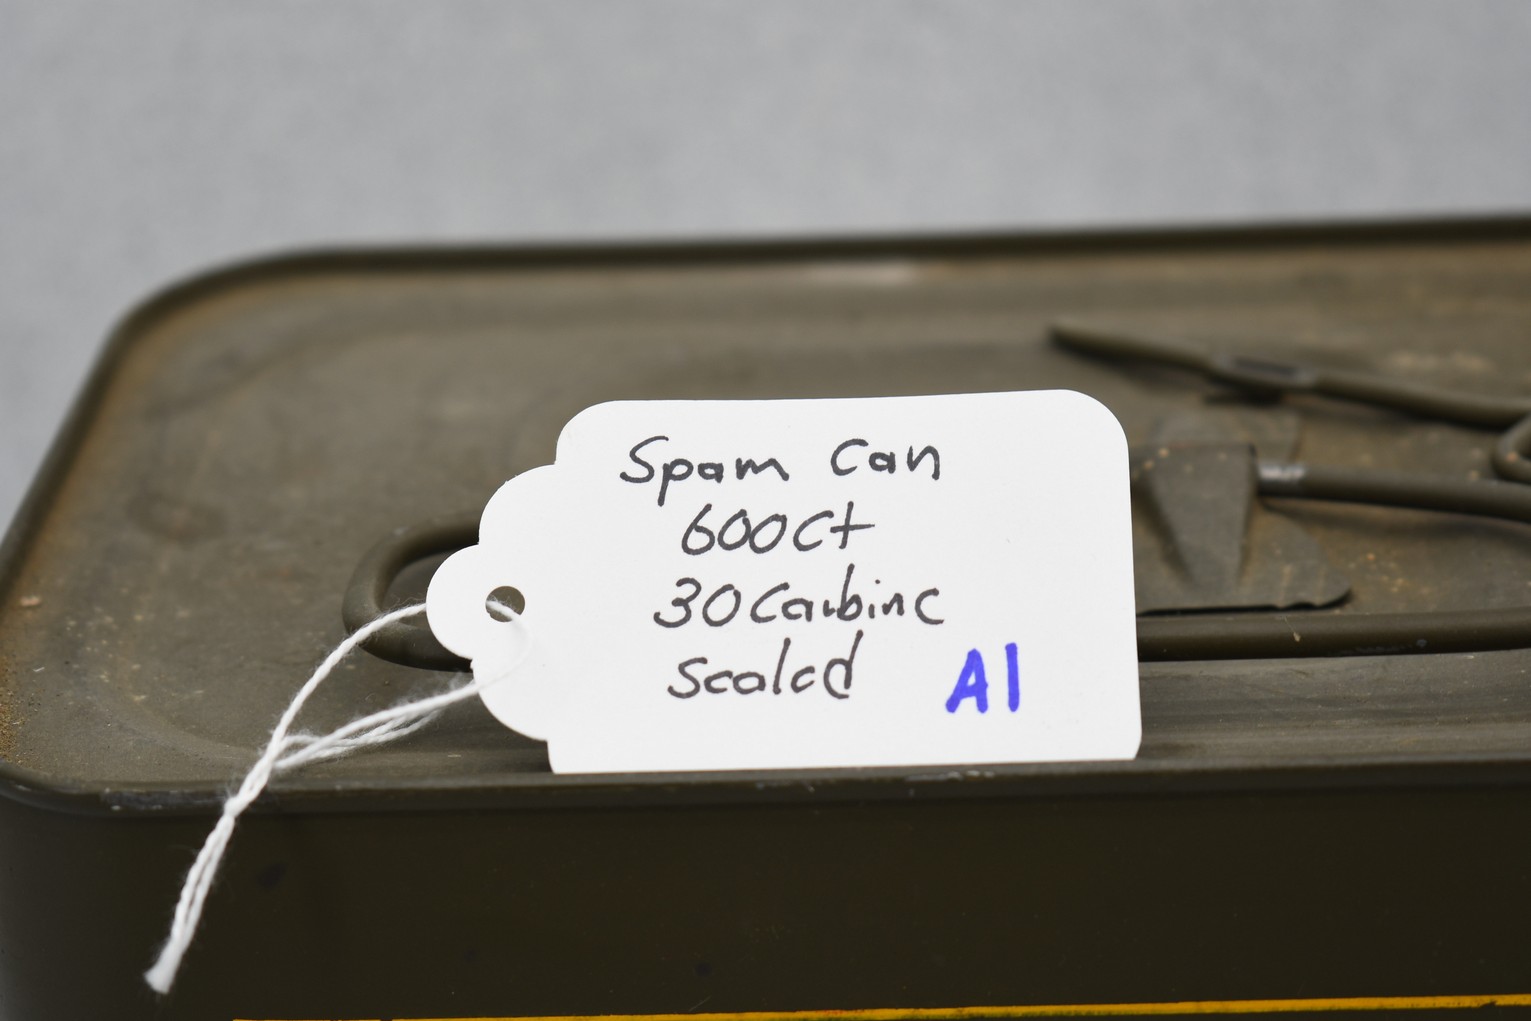 Spam Can
600ct
30 Carbine
Sealed
A1